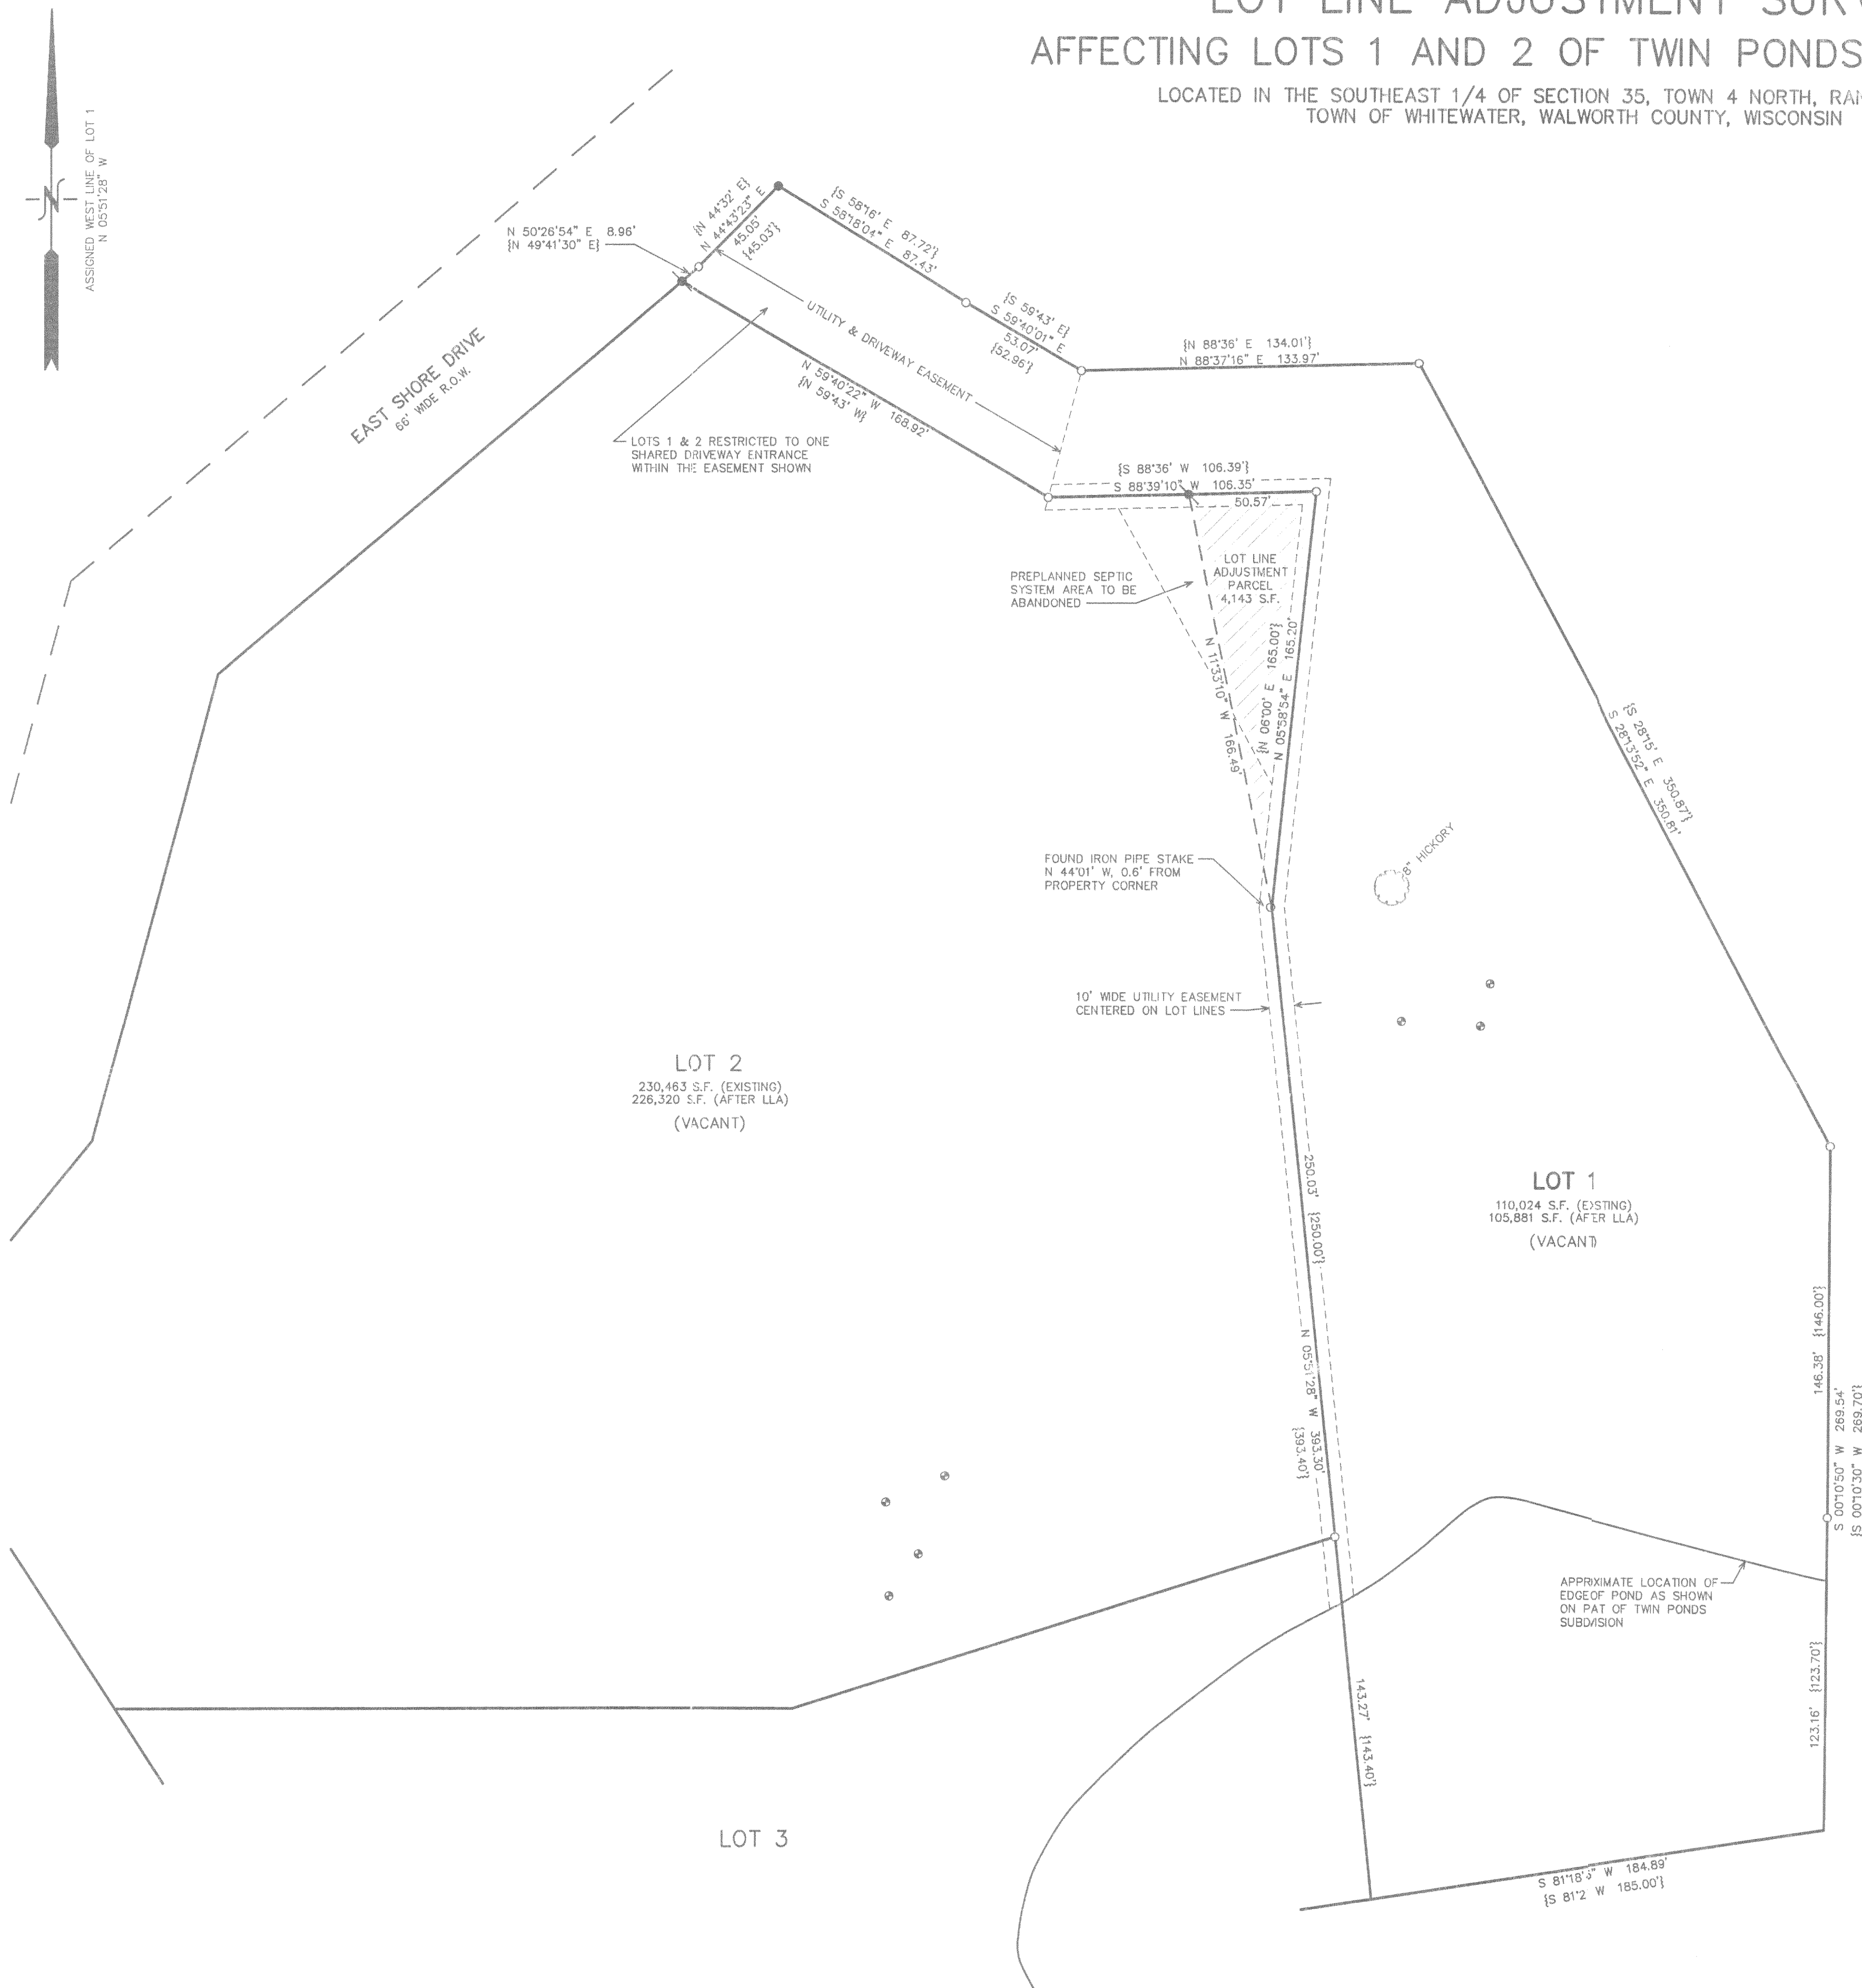 LOT LINE ADJUSTMENT
AFFECTING LOTS 1 AND 2 OF TWIN PONDS
LOCATED IN THE SOUTHEAST 1/4 OF SECTION 35, TOWN 4 NORTH,
TOWN OF WHITEWATER, WALWORTH COUNTY, WISCONSIN
N
ASSIGNED WEST LINE OF LOT 1
N 05°51'28" W
N 50°26'54" E 8.96'
{N 49°41'30" E}
{N 44°32' E}
N 44°43'23" E
45.05'
{45.03'}
{S 58°16' E 87.72'}
S 58°18'04" E 87.43'
{S 59°43' E}
S 59°40'01" E
53.07'
{52.96'}
{N 88°36' E 134.01'}
N 88°37'16" E 133.97'
EAST SHORE DRIVE
66' WIDE R.O.W.
UTILITY & DRIVEWAY EASEMENT
N 59°40'22" W 168.92'
{N 59°43' W}
LOTS 1 & 2 RESTRICTED TO ONE
SHARED DRIVEWAY ENTRANCE
WITHIN THE EASEMENT SHOWN
{S 88°36' W 106.39'}
S 88°39'10" W 106.35'
50.57'
LOT LINE
ADJUSTMENT
PARCEL
4,143 S.F.
PREPLANNED SEPTIC
SYSTEM AREA TO BE
ABANDONED
N 11°33'10" W 166.49'
{N 06°00' E 165.00'}
N 05°58'54" E 165.20'
{S 28°15' E 350.87'}
S 28°13'52" E 350.81'
8" HICKORY
FOUND IRON PIPE STAKE
N 44°01' W, 0.6' FROM
PROPERTY CORNER
10' WIDE UTILITY EASEMENT
CENTERED ON LOT LINES
LOT 2
230,463 S.F. (EXISTING)
226,320 S.F. (AFTER LLA)
(VACANT)
250.03' {250.00'}
LOT 1
110,024 S.F. (EXISTING)
105,881 S.F. (AFTER LLA)
(VACANT)
N 05°51'28" W 393.30'
{393.40'}
146.38' {146.00'}
S 00°10'50" W 269.54'
{S 00°10'30" W 269.70'}
APPRIXIMATE LOCATION OF
EDGEOF POND AS SHOWN
ON PAT OF TWIN PONDS
SUBDIVISION
123.16' {123.70'}
143.27' {143.40'}
LOT 3
S 81°18' W 184.89'
{S 81°2 W 185.00'}